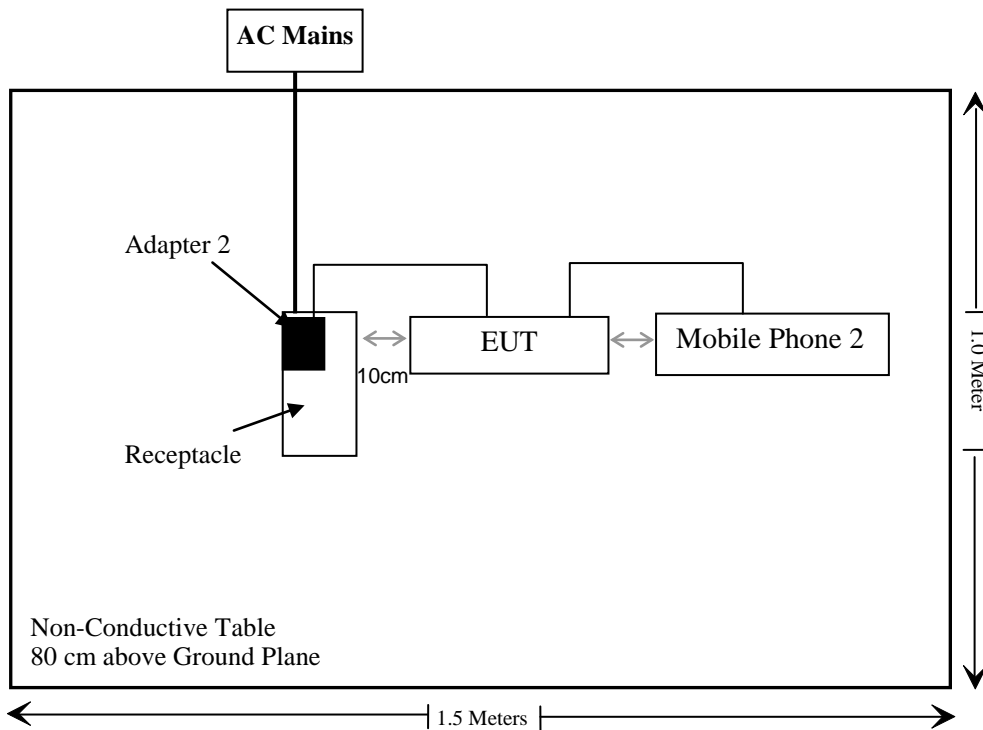 AC Mains
Adapter 2
EUT
Mobile Phone 2
10cm
Receptacle
1.0 Meter
Non-Conductive Table
80 cm above Ground Plane
1.5 Meters